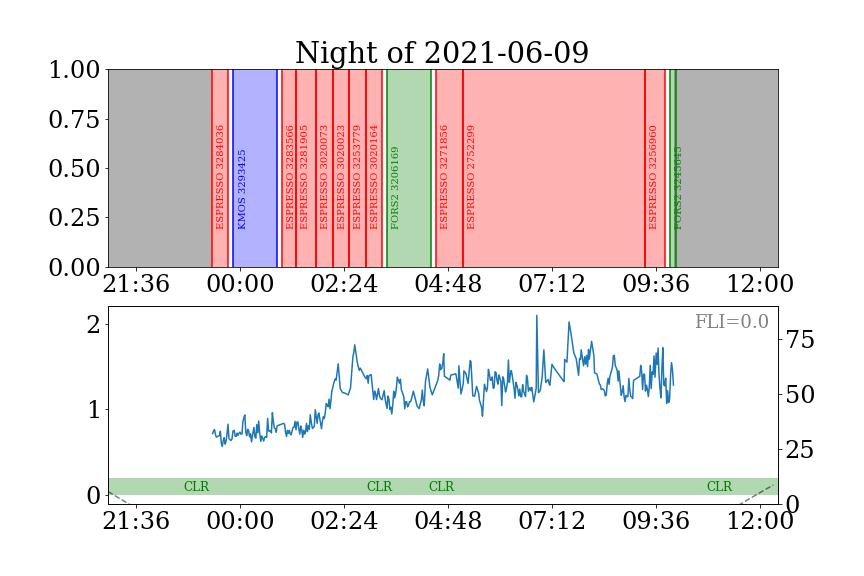 Night of 2021-06-09
1.00
0.75
0.50
0.25
0.00
ESPRESSO 3284036
KMOS 3293425
ESPRESSO 3283566
ESPRESSO 3281905
ESPRESSO 3020073
ESPRESSO 3020023
ESPRESSO 3253779
ESPRESSO 3020164
FORS2 3206169
ESPRESSO 3271856
ESPRESSO 2752299
ESPRESSO 3256960
FORS2 3245645
21:36 00:00 02:24 04:48 07:12 09:36 12:00
FLI=0.0
2
1
0
75
50
25
0
CLR CLR CLR CLR
21:36 00:00 02:24 04:48 07:12 09:36 12:00